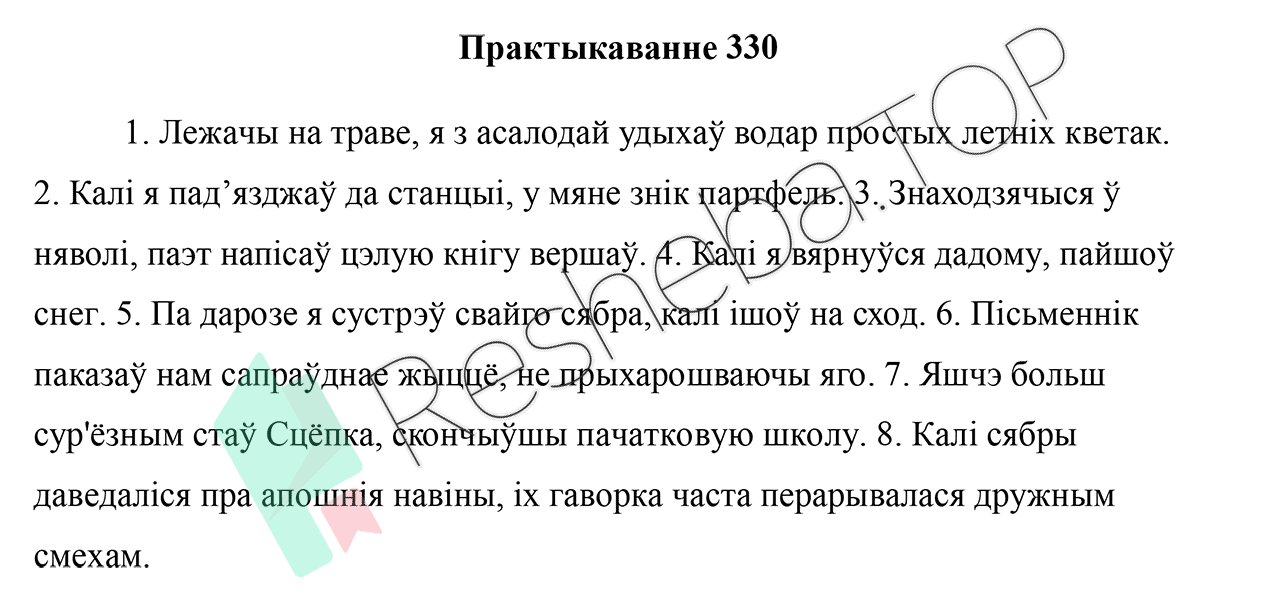 Практыкаванне 330
1. Лежачы на траве, я з асалодай удыхаў водар простых летніх кветак.
2. Калі я пад’язджаў да станцыі, у мяне знік партфель. 3. Знаходзячыся ў
няволі, паэт напісаў цэлую кнігу вершаў. 4. Калі я вярнуўся дадому, пайшоў
снег. 5. Па дарозе я сустрэў свайго сябра, калі ішоў на сход. 6. Пісьменнік
паказаў нам сапраўднае жыццё, не прыхарошваючы яго. 7. Яшчэ больш
сур'ёзным стаў Сцёпка, скончыўшы пачатковую школу. 8. Калі сябры
даведаліся пра апошнія навіны, іх гаворка часта перарывалася дружным
смехам.
Resheba.TOP